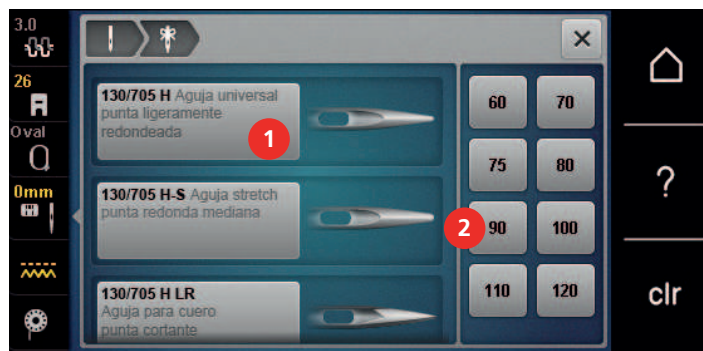 3.0
26
Oval
0mm
130/705 H Aguja universal
punta ligeramente
redondeada
1
130/705 H-S Aguja stretch
punta redonda mediana
130/705 H LR
Aguja para cuero
punta cortante
60 70
75 80
2
90 100
110 120
?
clr